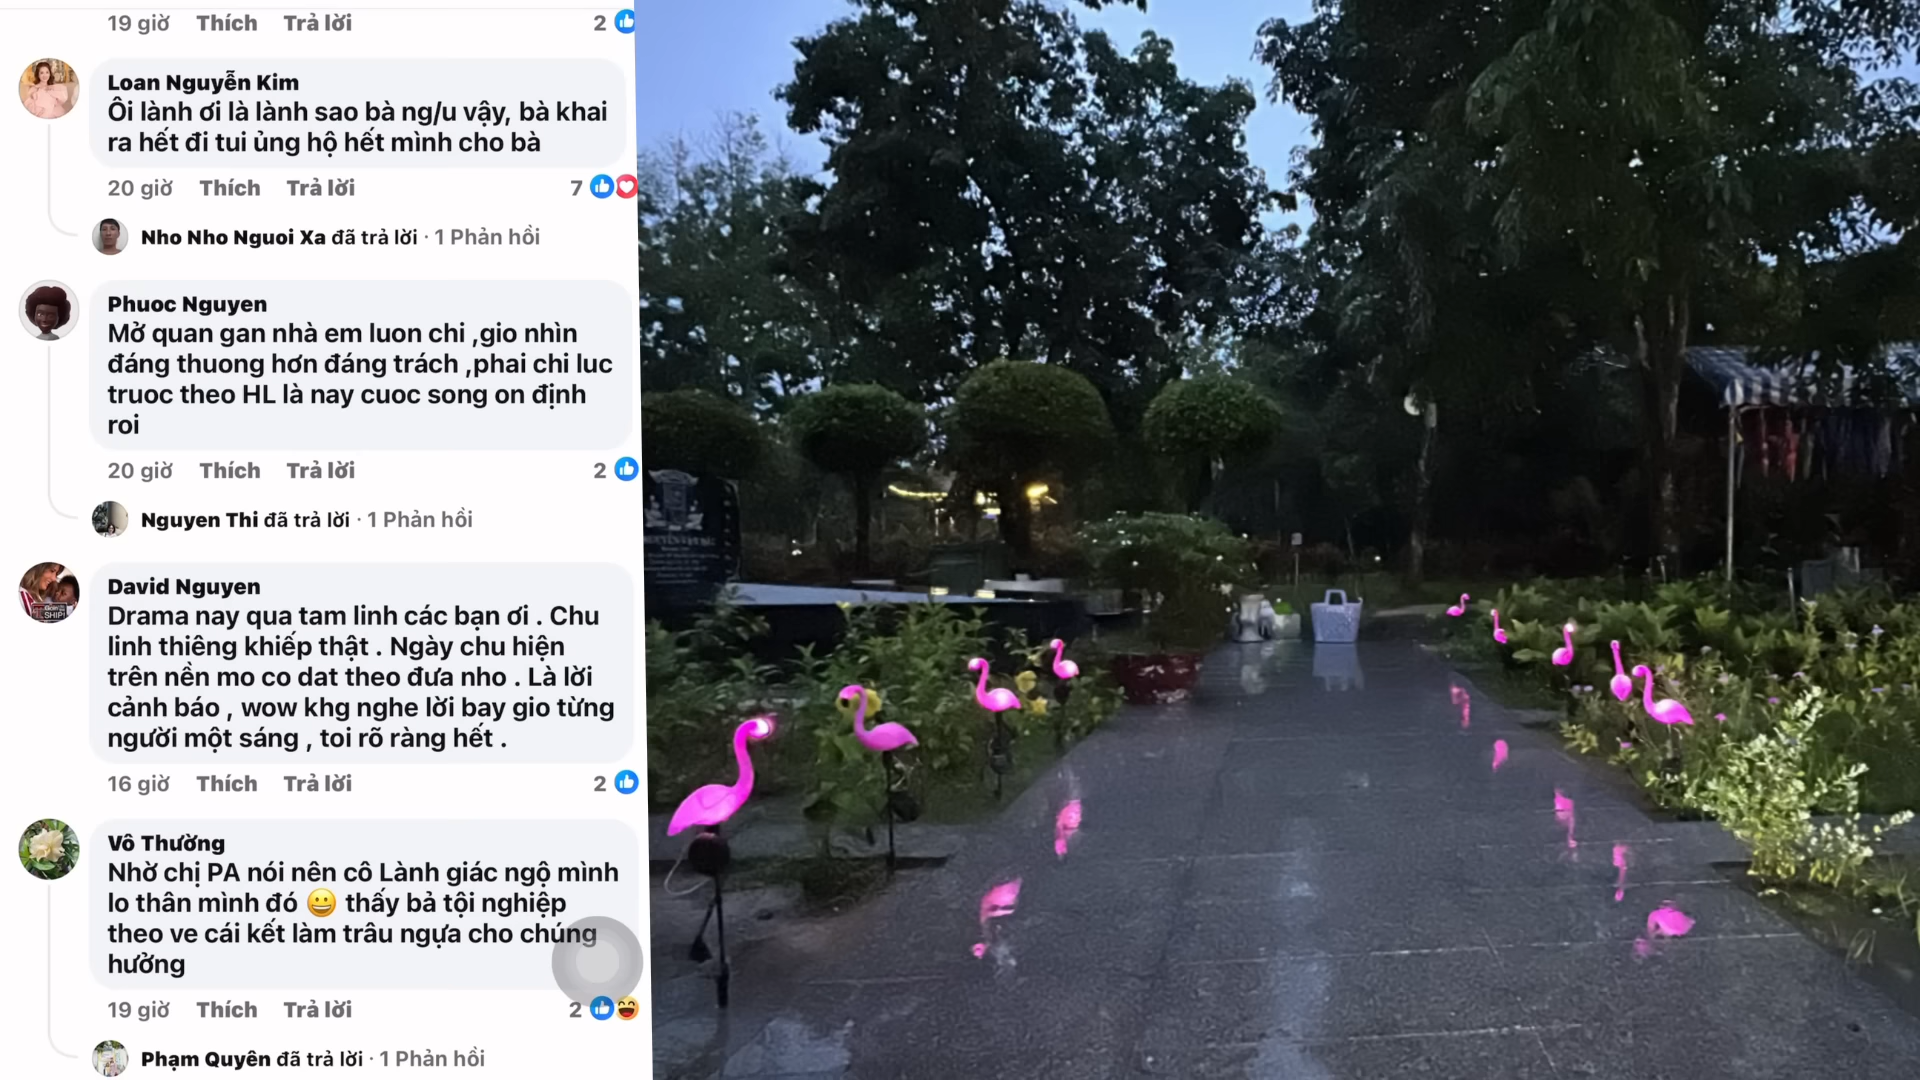 19 giờ Thích Trả lời 2
Loan Nguyễn Kim
Ôi lành ơi là lành sao bà ng/u vậy, bà khai
ra hết đi tui ủng hộ hết mình cho bà
20 giờ Thích Trả lời 7
Nho Nho Nguoi Xa đã trả lời · 1 Phản hồi
Phuoc Nguyen
Mở quan gan nhà em luon chi ,gio nhìn
đáng thuong hơn đáng trách ,phai chi luc
truoc theo HL là nay cuoc song on định
roi
20 giờ Thích Trả lời 2
Nguyen Thi đã trả lời · 1 Phản hồi
David Nguyen
Drama nay qua tam linh các bạn ơi . Chu
linh thiêng khiếp thật . Ngày chu hiện
trên nền mo co dat theo đưa nho . Là lời
cảnh báo , wow khg nghe lời bay gio từng
người một sáng , toi rõ ràng hết .
16 giờ Thích Trả lời 2
Vô Thường
Nhờ chị PA nói nên cô Lành giác ngộ mình
lo thân mình đó 😀 thấy bả tội nghiệp
theo ve cái kết làm trâu ngựa cho chúng
hưởng
19 giờ Thích Trả lời 2
Phạm Quyên đã trả lời · 1 Phản hồi